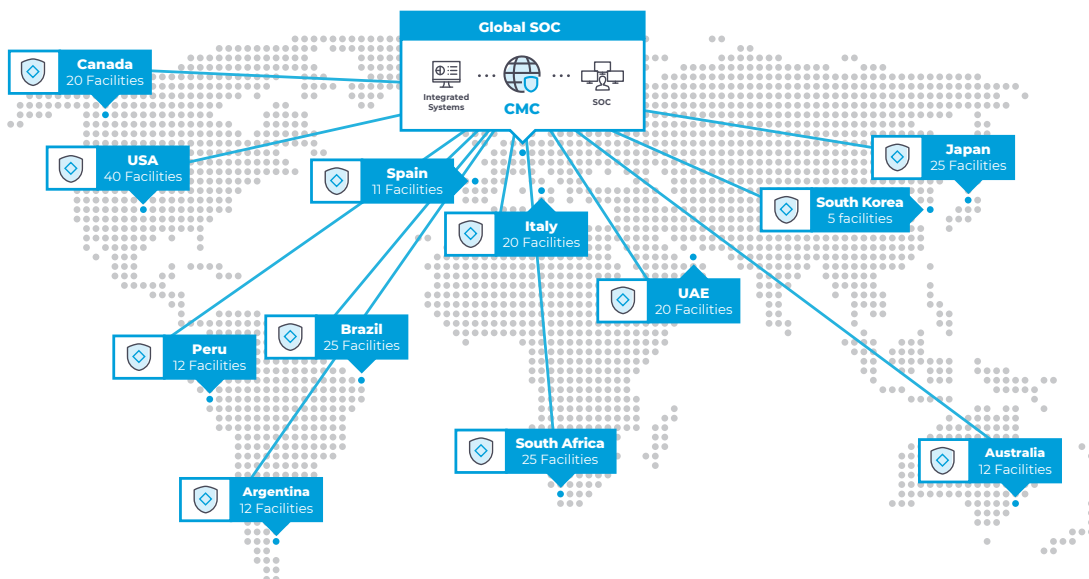 Global SOC
Integrated
Systems
CMC
SOC
Canada
20 Facilities
USA
40 Facilities
Spain
11 Facilities
Italy
20 Facilities
Japan
25 Facilities
South Korea
5 facilities
UAE
20 Facilities
Brazil
25 Facilities
Peru
12 Facilities
South Africa
25 Facilities
Australia
12 Facilities
Argentina
12 Facilities